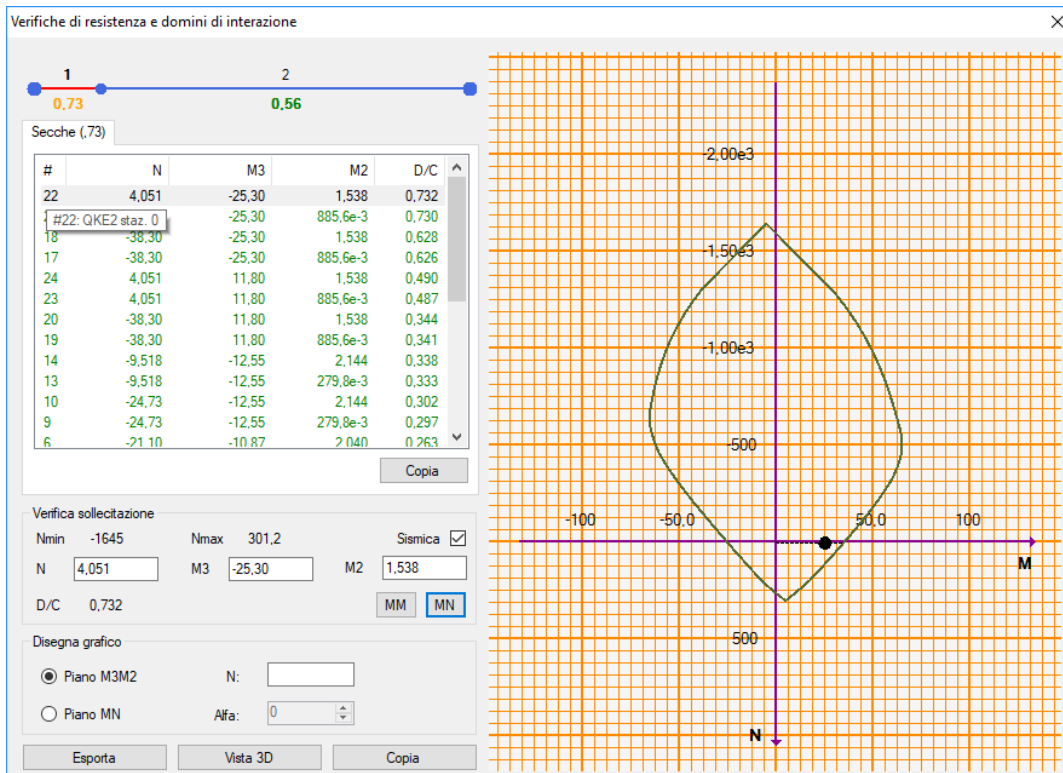 Verifiche di resistenza e domini di interazione
1 2
0,73 0,56
Secche (,73)
# N M3 M2 D/C
22 4,051 -25,30 1,538 0,732
-25,30 885,6e-3 0,730
#22: QKE2 staz. 0
18 -38,30 -25,30 1,538 0,628
17 -38,30 -25,30 885,6e-3 0,626
24 4,051 11,80 1,538 0,490
23 4,051 11,80 885,6e-3 0,487
20 -38,30 11,80 1,538 0,344
19 -38,30 11,80 885,6e-3 0,341
14 -9,518 -12,55 2,144 0,338
13 -9,518 -12,55 279,8e-3 0,333
10 -24,73 -12,55 2,144 0,302
9 -24,73 -12,55 279,8e-3 0,297
6 -21,10 -10,87 2,040 0,263
Copia
Verifica sollecitazione
Nmin -1645 Nmax 301,2 Sismica
N 4,051 M3 -25,30 M2 1,538
D/C 0,732 MM MN
Disegna grafico
Piano M3M2 N:
Piano MN Alfa: 0
Esporta Vista 3D Copia
-2,00e3
-1,50e3
-1,00e3
-500
-100 -50,0 50,0 100
M
500
N